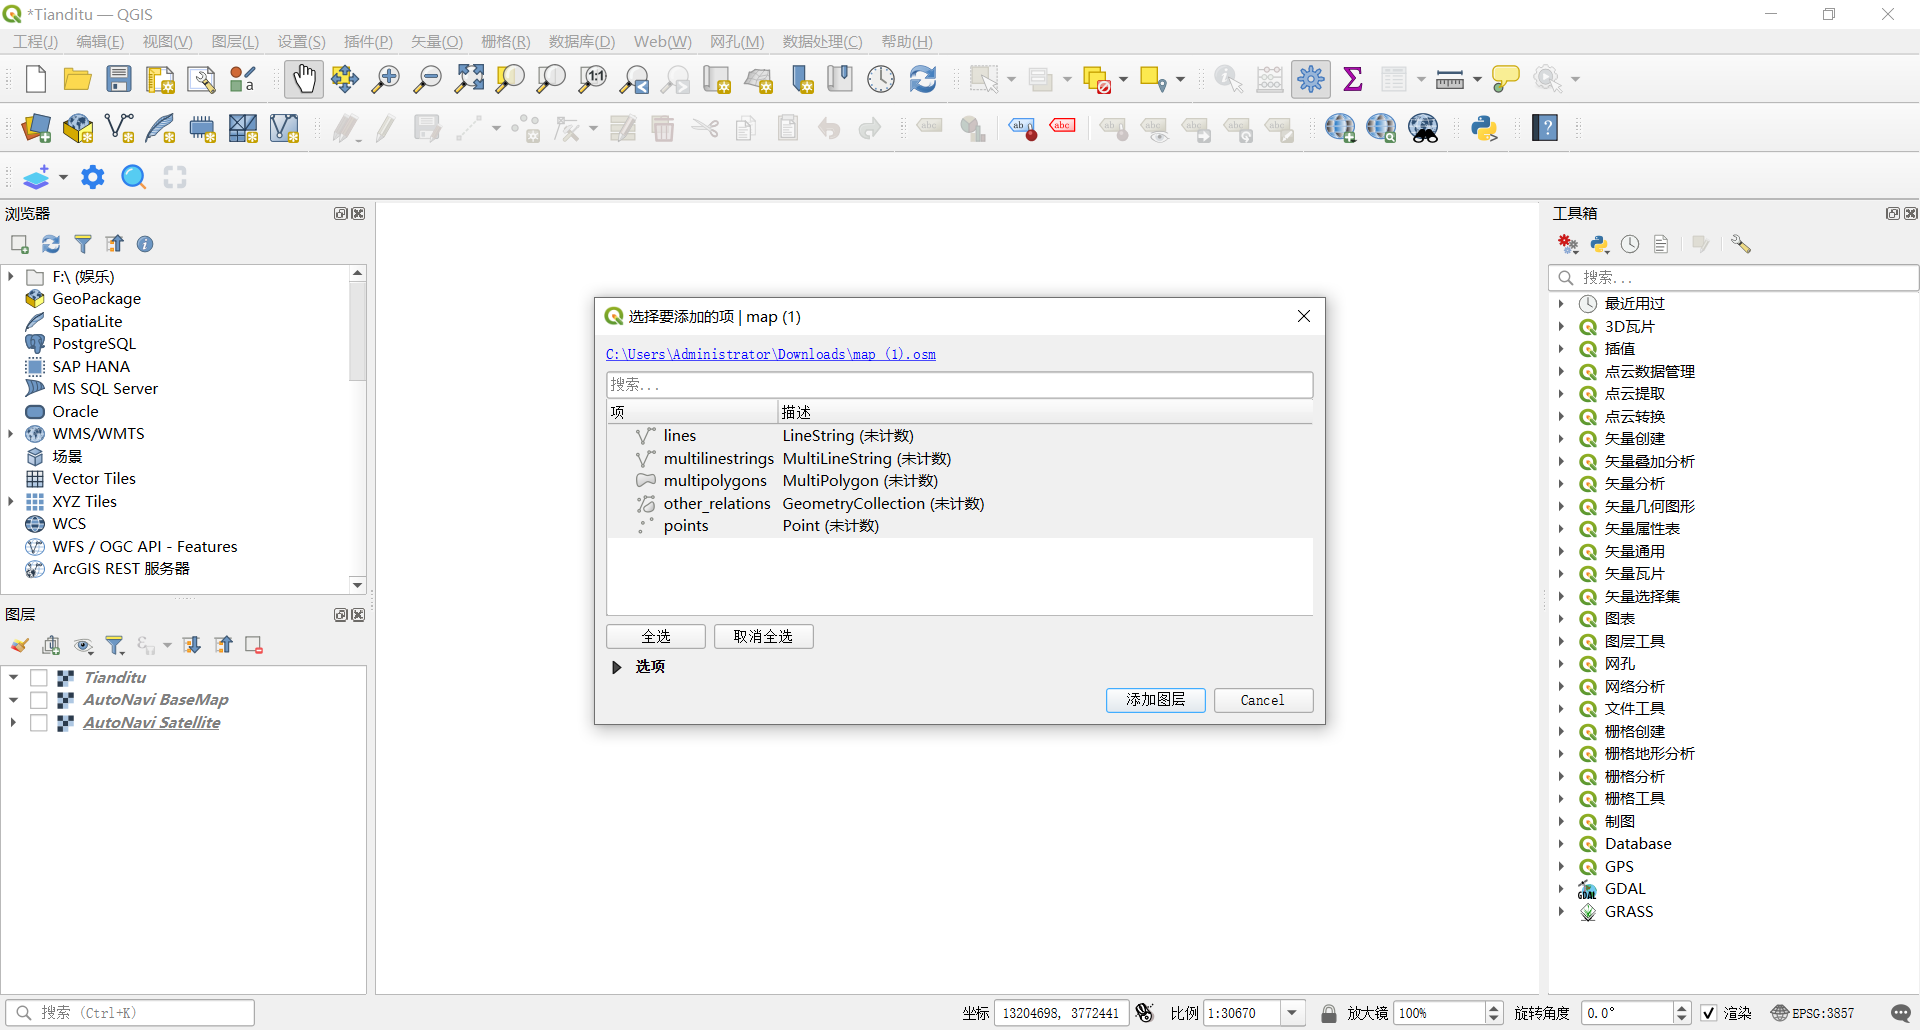 *Tianditu — QGIS
工程(J) 编辑(E) 视图(V) 图层(L) 设置(S) 插件(P) 矢量(O) 栅格(R) 数据库(D) Web(W) 网孔(M) 数据处理(C) 帮助(H)
浏览器
F:\ (娱乐)
GeoPackage
SpatiaLite
PostgreSQL
SAP HANA
MS SQL Server
Oracle
WMS/WMTS
场景
Vector Tiles
XYZ Tiles
WCS
WFS / OGC API - Features
ArcGIS REST 服务器
图层
Tianditu
AutoNavi BaseMap
AutoNavi Satellite
选择要添加的项 | map (1)
C:\Users\Administrator\Downloads\map (1).osm
搜索...
项 描述
lines LineString (未计数)
multilinestrings MultiLineString (未计数)
multipolygons MultiPolygon (未计数)
other_relations GeometryCollection (未计数)
points Point (未计数)
全选 取消全选
选项
添加图层 Cancel
工具箱
搜索...
最近用过
3D瓦片
插值
点云数据管理
点云提取
点云转换
矢量创建
矢量叠加分析
矢量分析
矢量几何图形
矢量属性表
矢量通用
矢量瓦片
矢量选择集
图表
图层工具
网孔
网络分析
文件工具
栅格创建
栅格地形分析
栅格分析
栅格工具
制图
Database
GPS
GDAL
GRASS
搜索 (Ctrl+K) 坐标 13204698, 3772441 比例 1:30670 放大镜 100% 旋转角度 0.0° 渲染 EPSG:3857